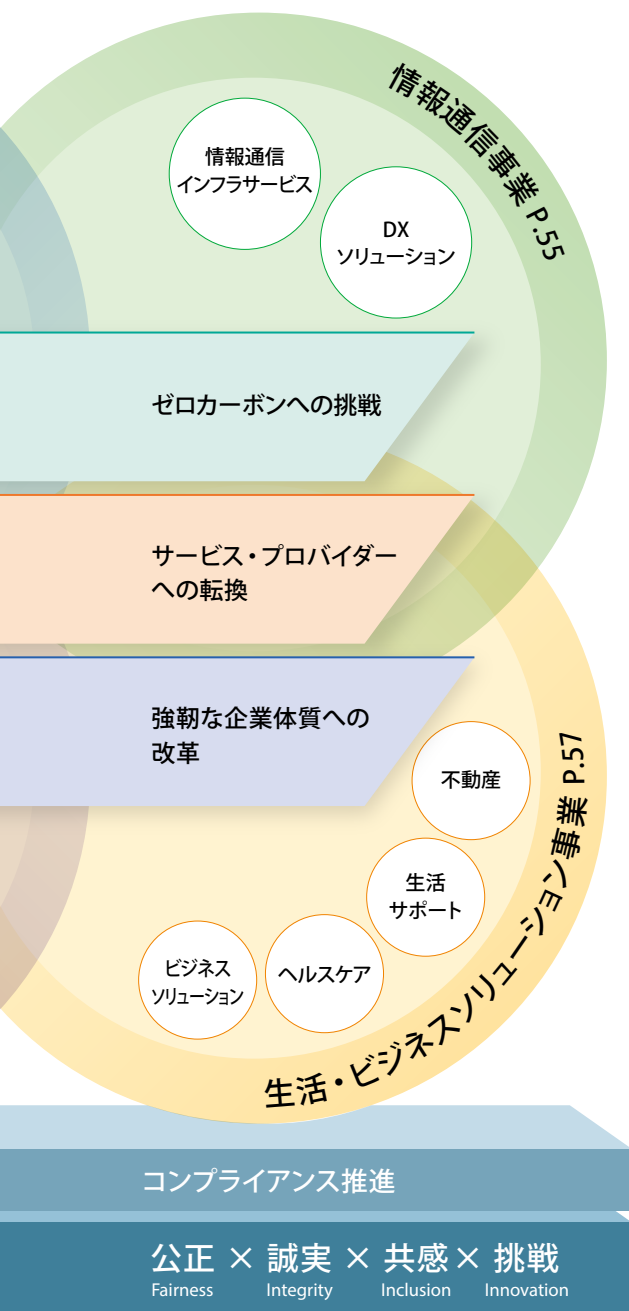 情報通信事業 P.55
情報通信
インフラサービス
DX
ソリューション
ゼロカーボンへの挑戦
サービス・プロバイダー
への転換
強靭な企業体質への
改革
不動産
生活
サポート
ヘルスケア
ビジネス
ソリューション
生活・ビジネスソリューション事業 P.57
コンプライアンス推進
公正 × 誠実 × 共感 × 挑戦
Fairness Integrity Inclusion Innovation